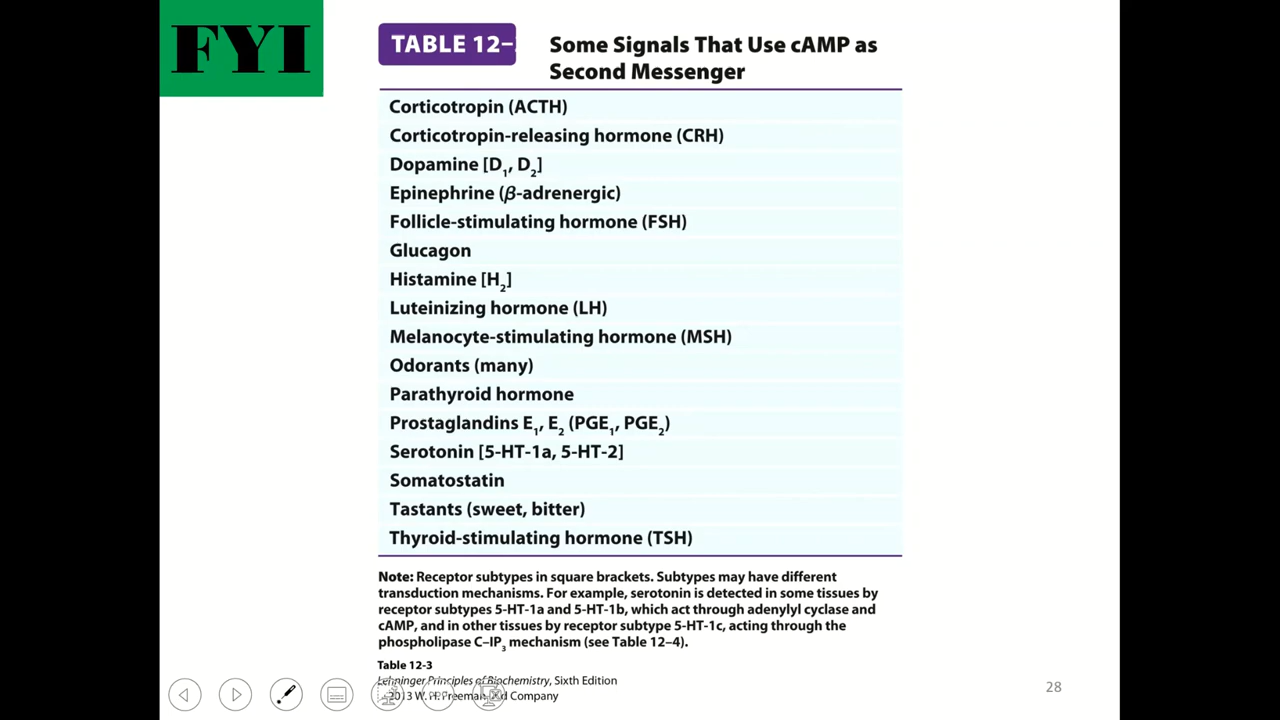 FYI
TABLE 12–
Some Signals That Use cAMP as
Second Messenger
Corticotropin (ACTH)
Corticotropin-releasing hormone (CRH)
Dopamine [D₁, D₂]
Epinephrine (β-adrenergic)
Follicle-stimulating hormone (FSH)
Glucagon
Histamine [H₂]
Luteinizing hormone (LH)
Melanocyte-stimulating hormone (MSH)
Odorants (many)
Parathyroid hormone
Prostaglandins E₁, E₂ (PGE₁, PGE₂)
Serotonin [5-HT-1a, 5-HT-2]
Somatostatin
Tastants (sweet, bitter)
Thyroid-stimulating hormone (TSH)
Note: Receptor subtypes in square brackets. Subtypes may have different
transduction mechanisms. For example, serotonin is detected in some tissues by
receptor subtypes 5-HT-1a and 5-HT-1b, which act through adenylyl cyclase and
cAMP, and in other tissues by receptor subtype 5-HT-1c, acting through the
phospholipase C–IP₃ mechanism (see Table 12–4).
Table 12-3
Lehninger Principles of Biochemistry, Sixth Edition
2013 W. H. Freeman and Company
28